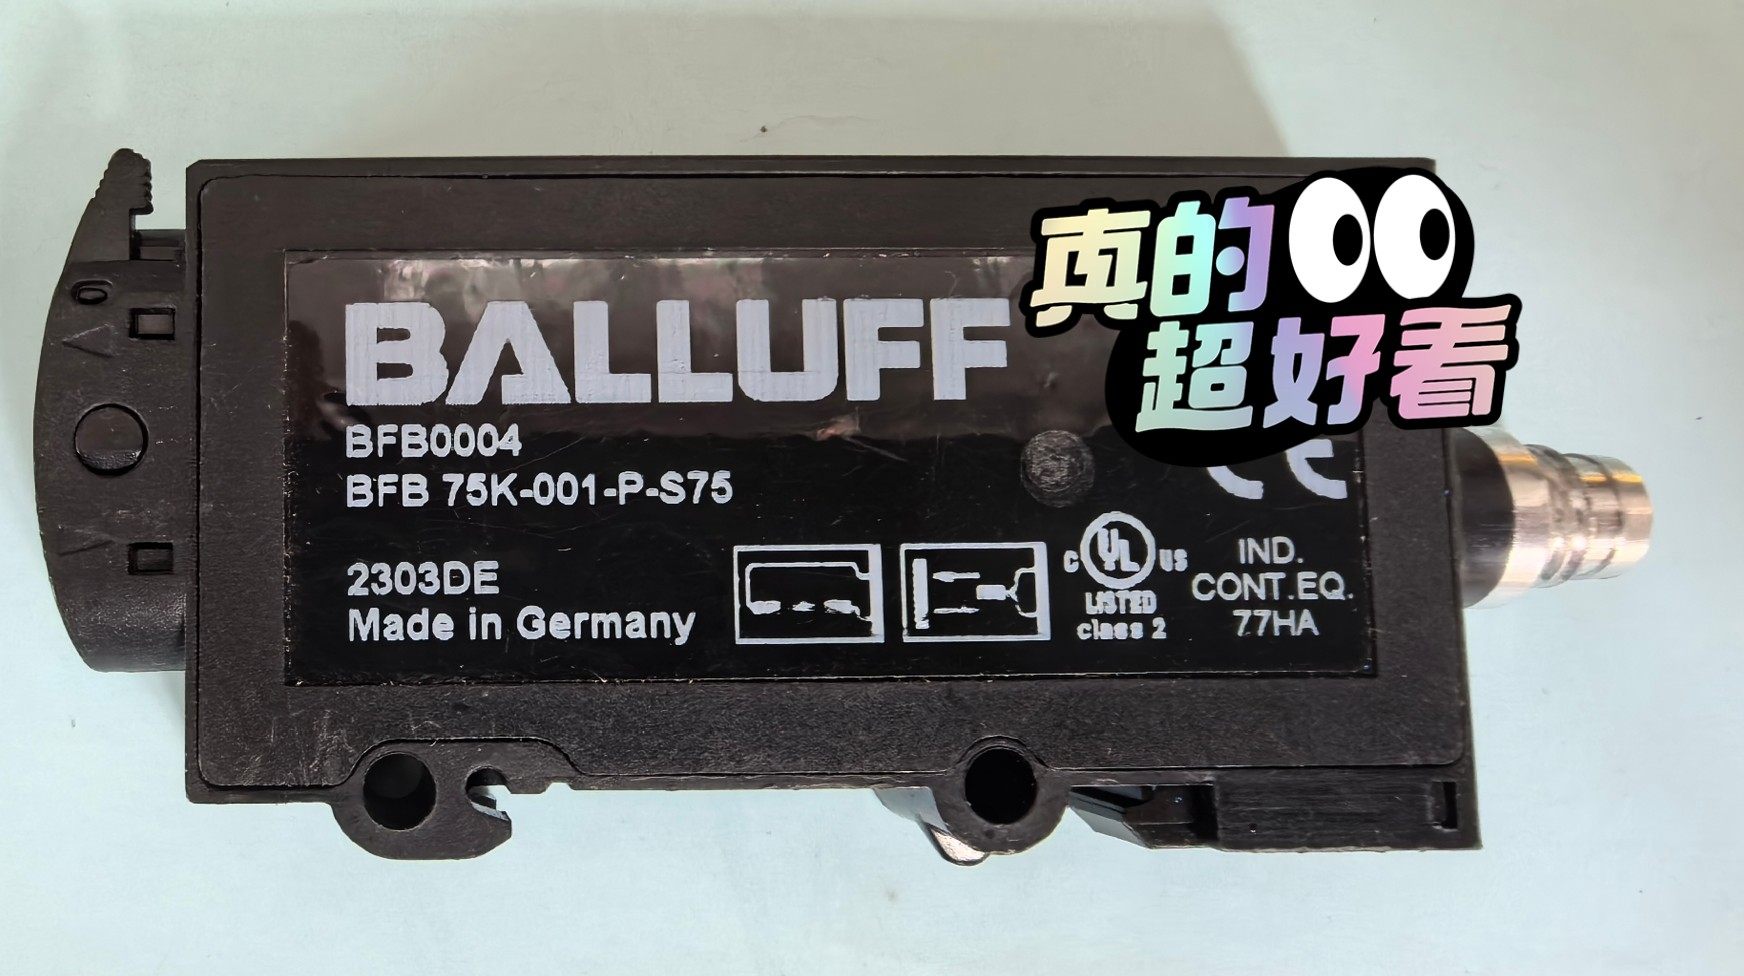 BALLUFF
BFB0004
BFB 75K-001-P-S75
2303DE
Made in Germany
c UL US
LISTED
class 2
CE
IND.
CONT.EQ.
77HA
真的
超好看